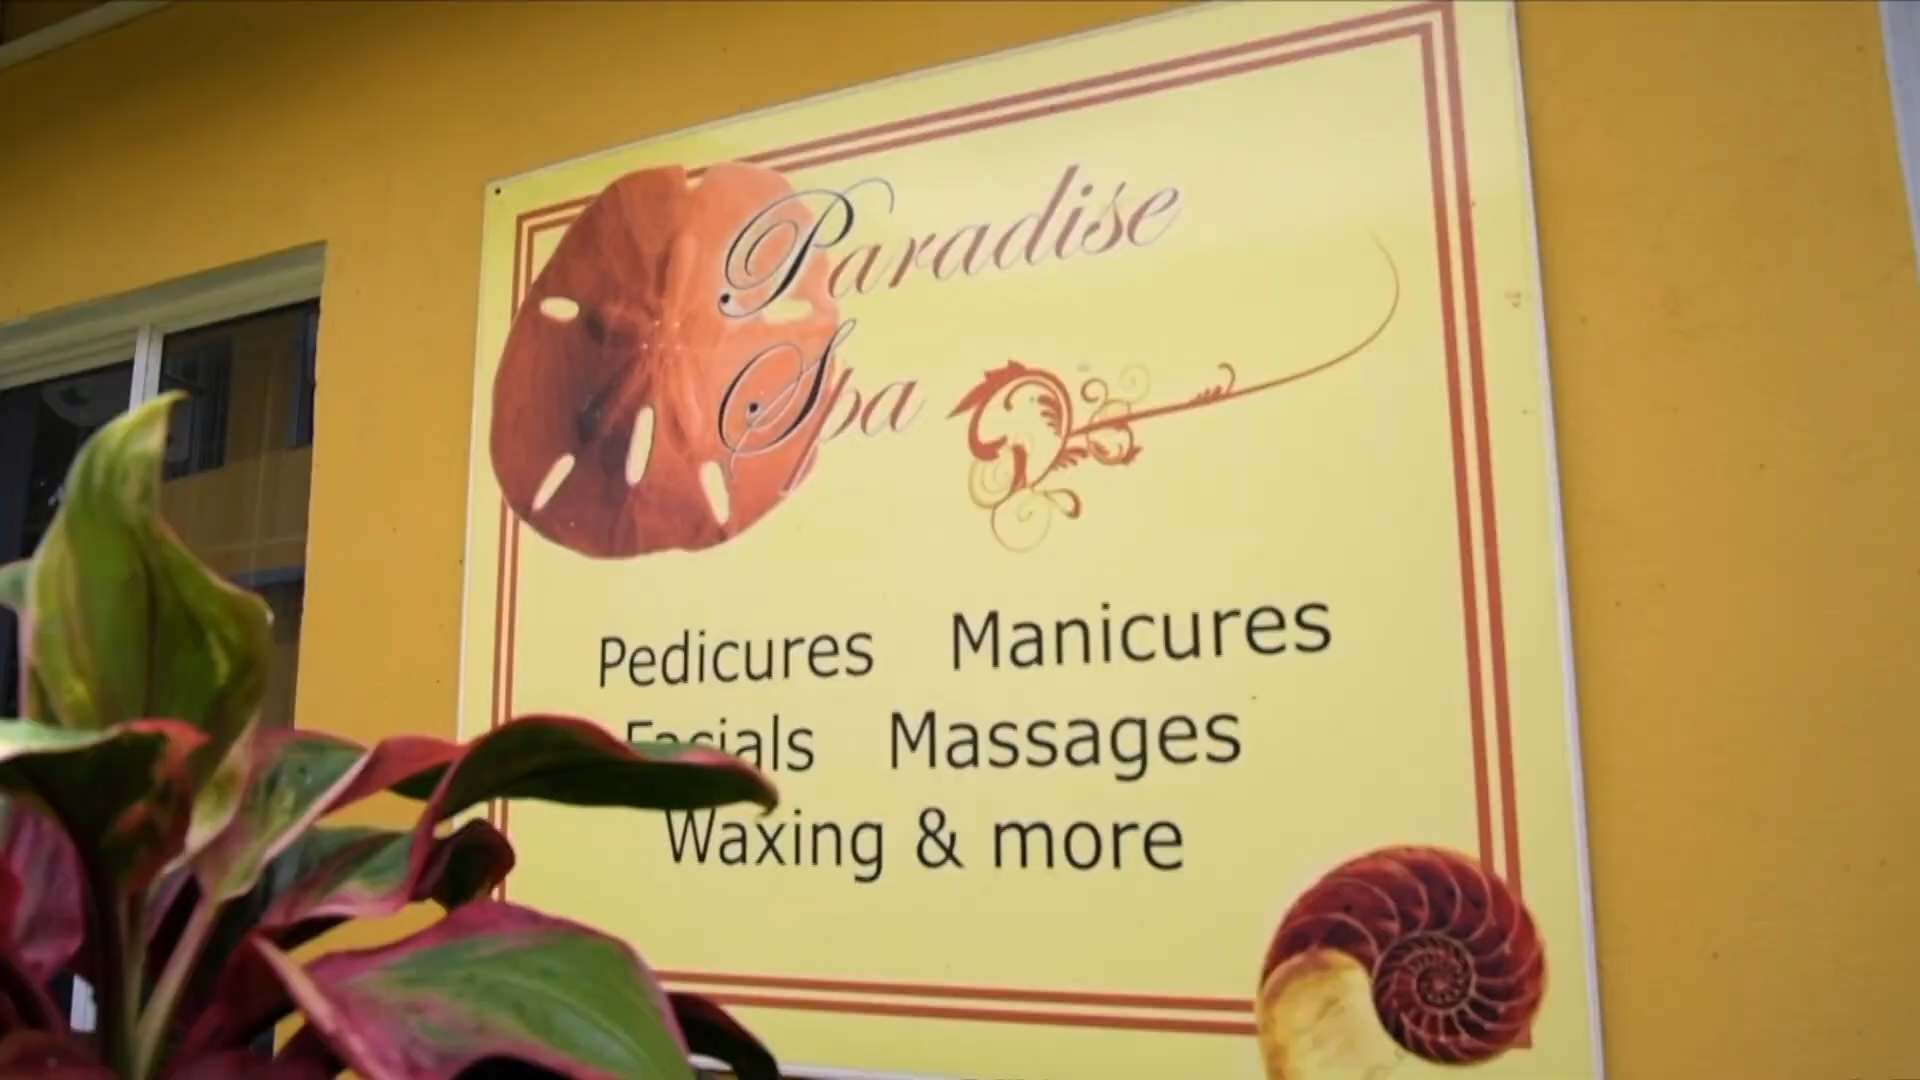 Paradise
Spa
Pedicures Manicures
Facials Massages
Waxing & more